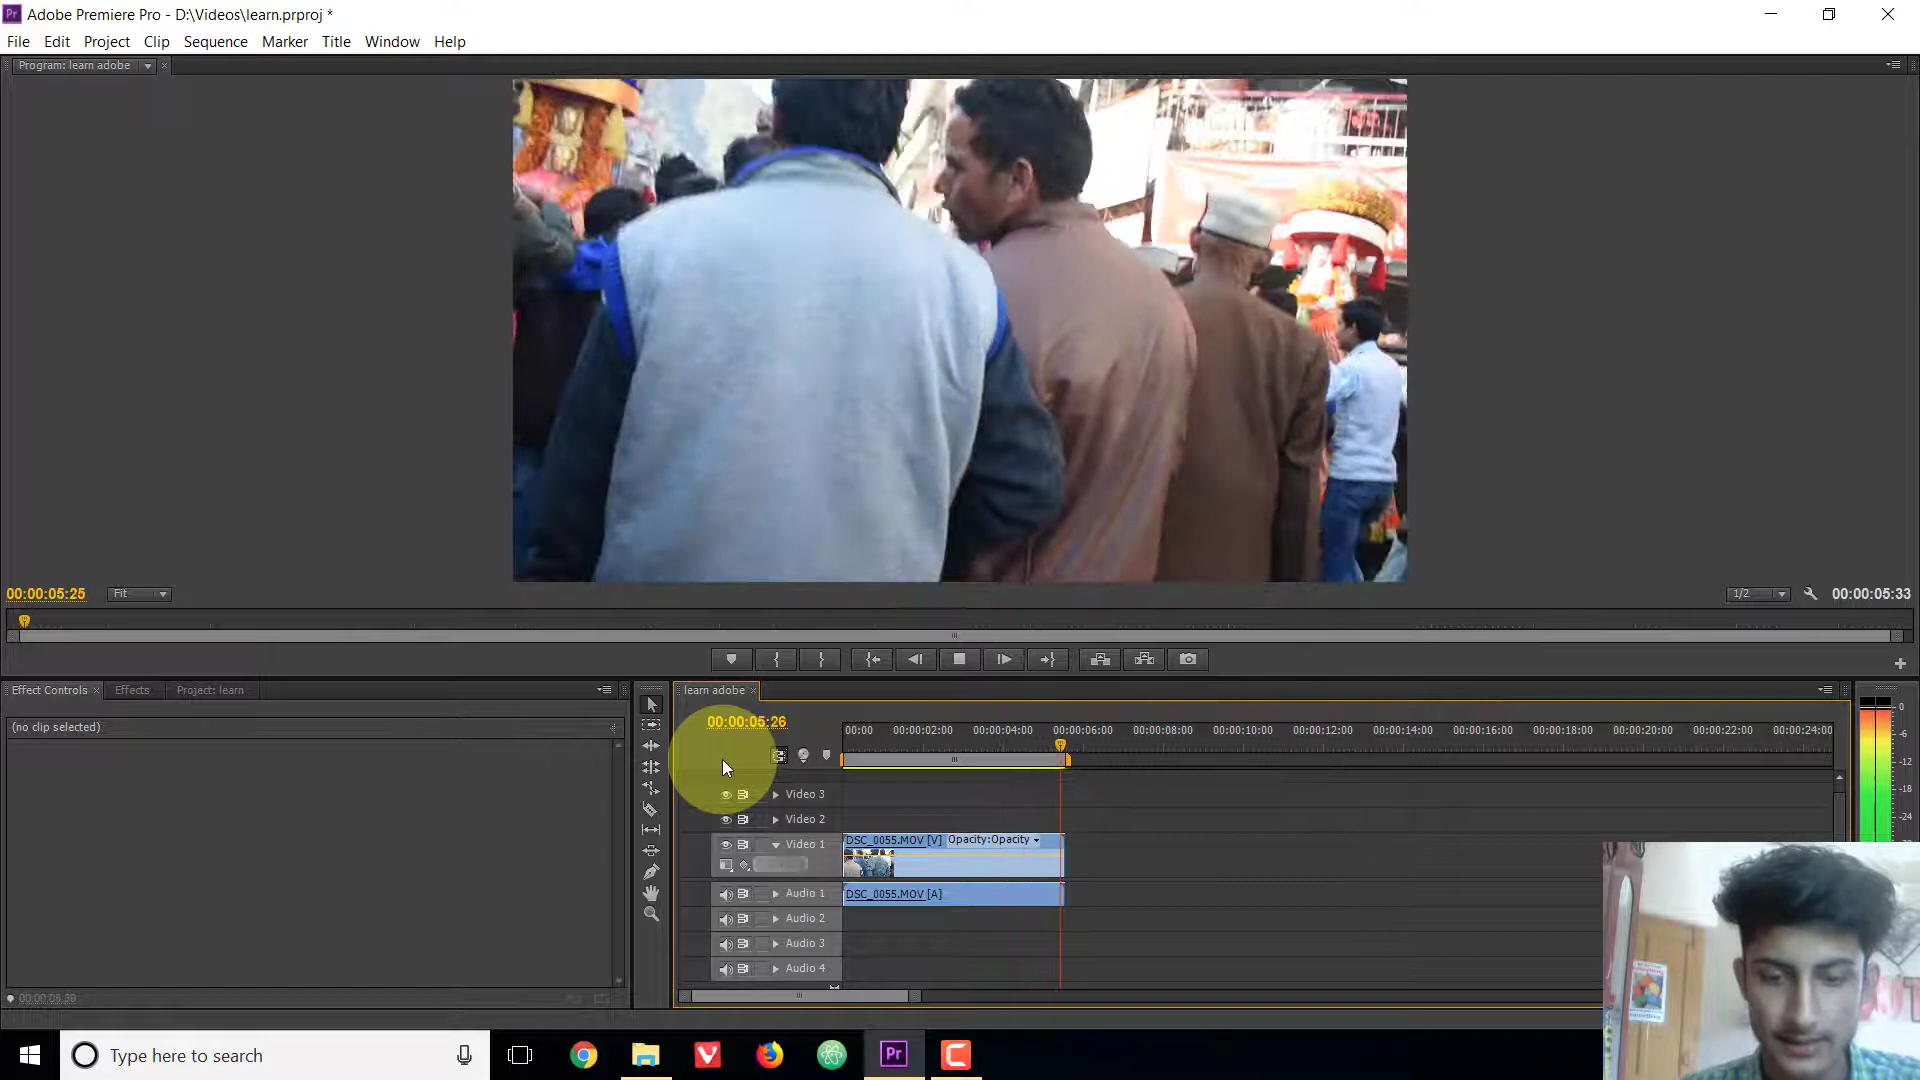 Adobe Premiere Pro - D:\Videos\learn.prproj *
File Edit Project Clip Sequence Marker Title Window Help
Program: learn adobe
00:00:05:25
Fit
1/2
00:00:05:33
Effect Controls
Effects
Project: learn
learn adobe
(no clip selected)
00:00:05:26
00:00 00:00:02:00 00:00:04:00 00:00:06:00 00:00:08:00 00:00:10:00 00:00:12:00 00:00:14:00 00:00:16:00 00:00:18:00 00:00:20:00 00:00:22:00 00:00:24:00
0
-6
-12
-18
-24
Video 3
Video 2
Video 1
DSC_0055.MOV [V] Opacity:Opacity
Audio 1
DSC_0055.MOV [A]
Audio 2
Audio 3
Audio 4
Type here to search
Pr